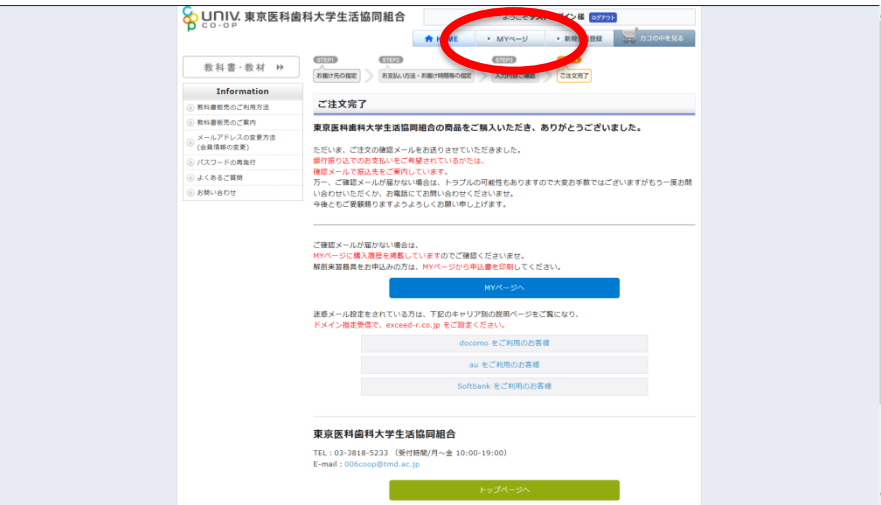 UNIV. 東京医科歯科大学生活協同組合
CO-OP
ようこそ
様 ログアウト
HOME
MYページ
新規
登録
カゴの中を見る
教科書・教材
Information
教科書販売のご利用方法
教科書販売のご案内
メールアドレスの変更方法
(会員情報の変更)
パスワードの再発行
よくあるご質問
お問い合わせ
STEP1
お届け先の指定
STEP2
お支払い方法・お届け時間等の指定
STEP3
入力内容ご確認
ご注文完了
ご注文完了
東京医科歯科大学生活協同組合の商品をご購入いただき、ありがとうございました。
ただいま、ご注文の確認メールをお送りさせていただきました。
銀行振り込でのお支払いをご希望されているかたは、
確認メールで振込先をご案内しています。
万一、ご確認メールが届かない場合は、トラブルの可能性もありますので大変お手数ではございますがもう一度お問
い合わせいただくか、お電話にてお問い合わせくださいませ。
今後ともご愛顧賜りますようよろしくお願い申し上げます。
ご確認メールが届かない場合は、
MYページに購入履歴を掲載していますのでご確認くださいませ。
解剖実習器具をお申込みの方は、MYページから申込書を印刷してください。
MYページへ
迷惑メール設定をされている方は、下記のキャリア別の説明ページをご覧になり、
ドメイン指定受信で、exceed-r.co.jp をご設定ください。
docomo をご利用のお客様
au をご利用のお客様
Softbank をご利用のお客様
東京医科歯科大学生活協同組合
TEL：03-3818-5233 （受付時間/月～金 10:00-19:00）
E-mail：006coop@tmd.ac.jp
トップページへ